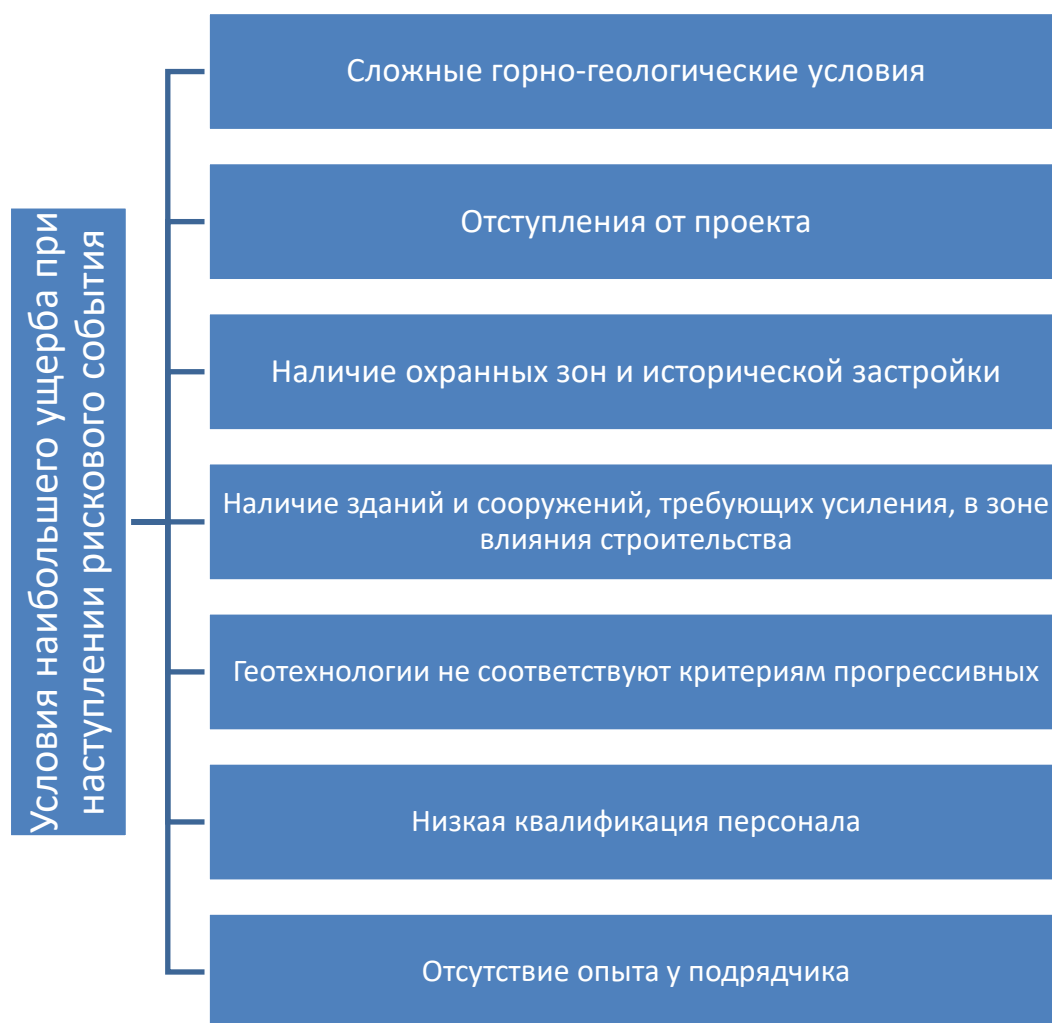 Условия наибольшего ущерба при
наступлении рискового события
Сложные горно-геологические условия
Отступления от проекта
Наличие охранных зон и исторической застройки
Наличие зданий и сооружений, требующих усиления, в зоне
влияния строительства
Геотехнологии не соответствуют критериям прогрессивных
Низкая квалификация персонала
Отсутствие опыта у подрядчика